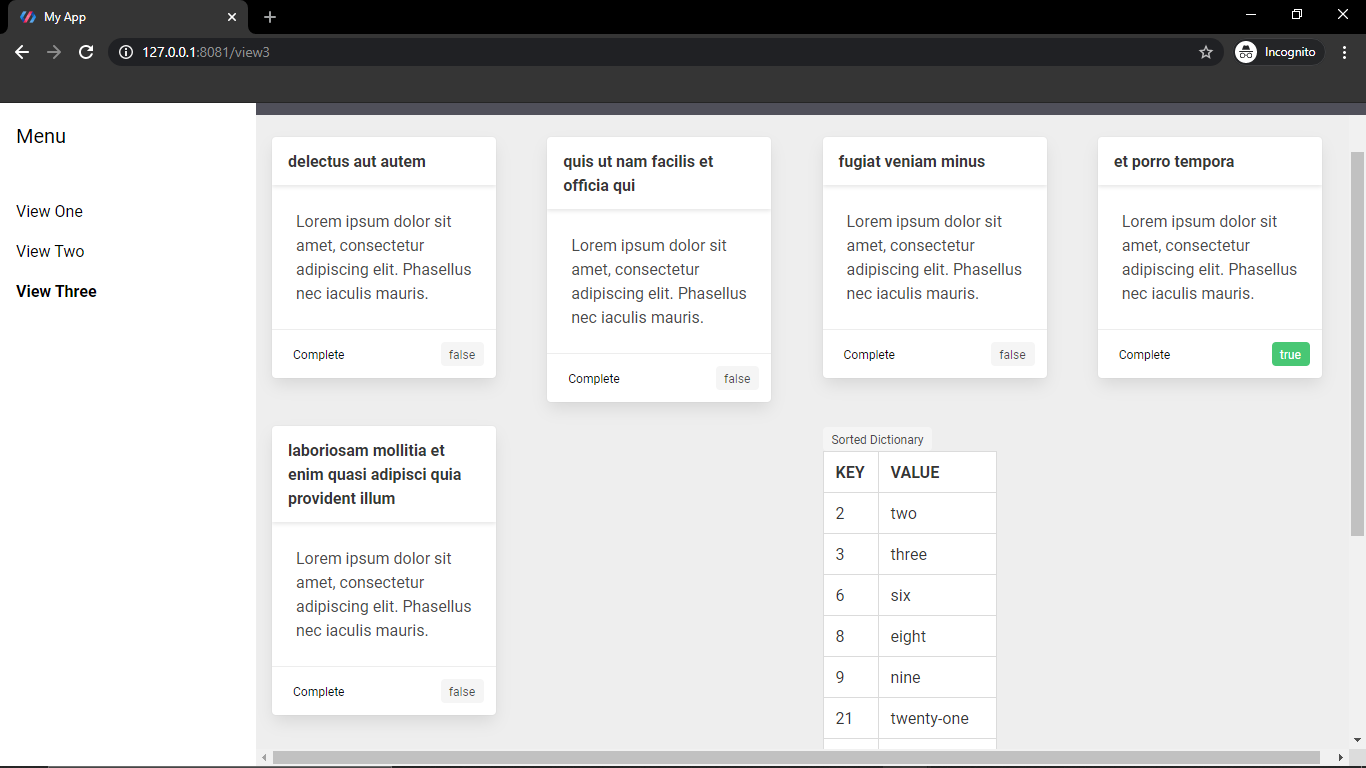 My App
127.0.0.1:8081/view3
Incognito
Menu
View One
View Two
View Three
delectus aut autem
Lorem ipsum dolor sit
amet, consectetur
adipiscing elit. Phasellus
nec iaculis mauris.
Complete
false
quis ut nam facilis et
officia qui
Lorem ipsum dolor sit
amet, consectetur
adipiscing elit. Phasellus
nec iaculis mauris.
Complete
false
fugiat veniam minus
Lorem ipsum dolor sit
amet, consectetur
adipiscing elit. Phasellus
nec iaculis mauris.
Complete
false
et porro tempora
Lorem ipsum dolor sit
amet, consectetur
adipiscing elit. Phasellus
nec iaculis mauris.
Complete
true
laboriosam mollitia et
enim quasi adipisci quia
provident illum
Lorem ipsum dolor sit
amet, consectetur
adipiscing elit. Phasellus
nec iaculis mauris.
Complete
false
Sorted Dictionary
KEY VALUE
2 two
3 three
6 six
8 eight
9 nine
21 twenty-one